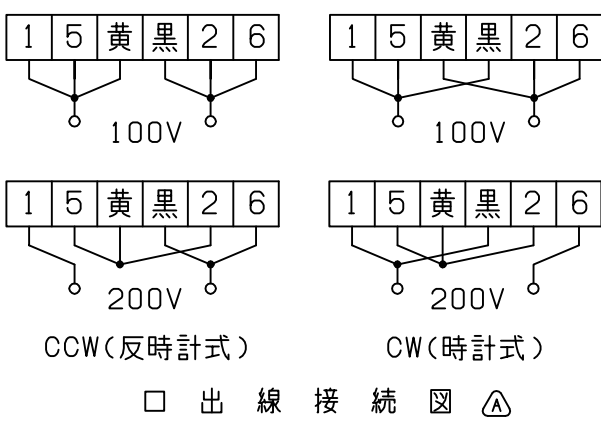 1 5 黄 黒 2 6 1 5 黄 黒 2 6
100V 100V
1 5 黄 黒 2 6 1 5 黄 黒 2 6
200V 200V
CCW(反時計式) CW(時計式)
口 出 線 接 続 図 A